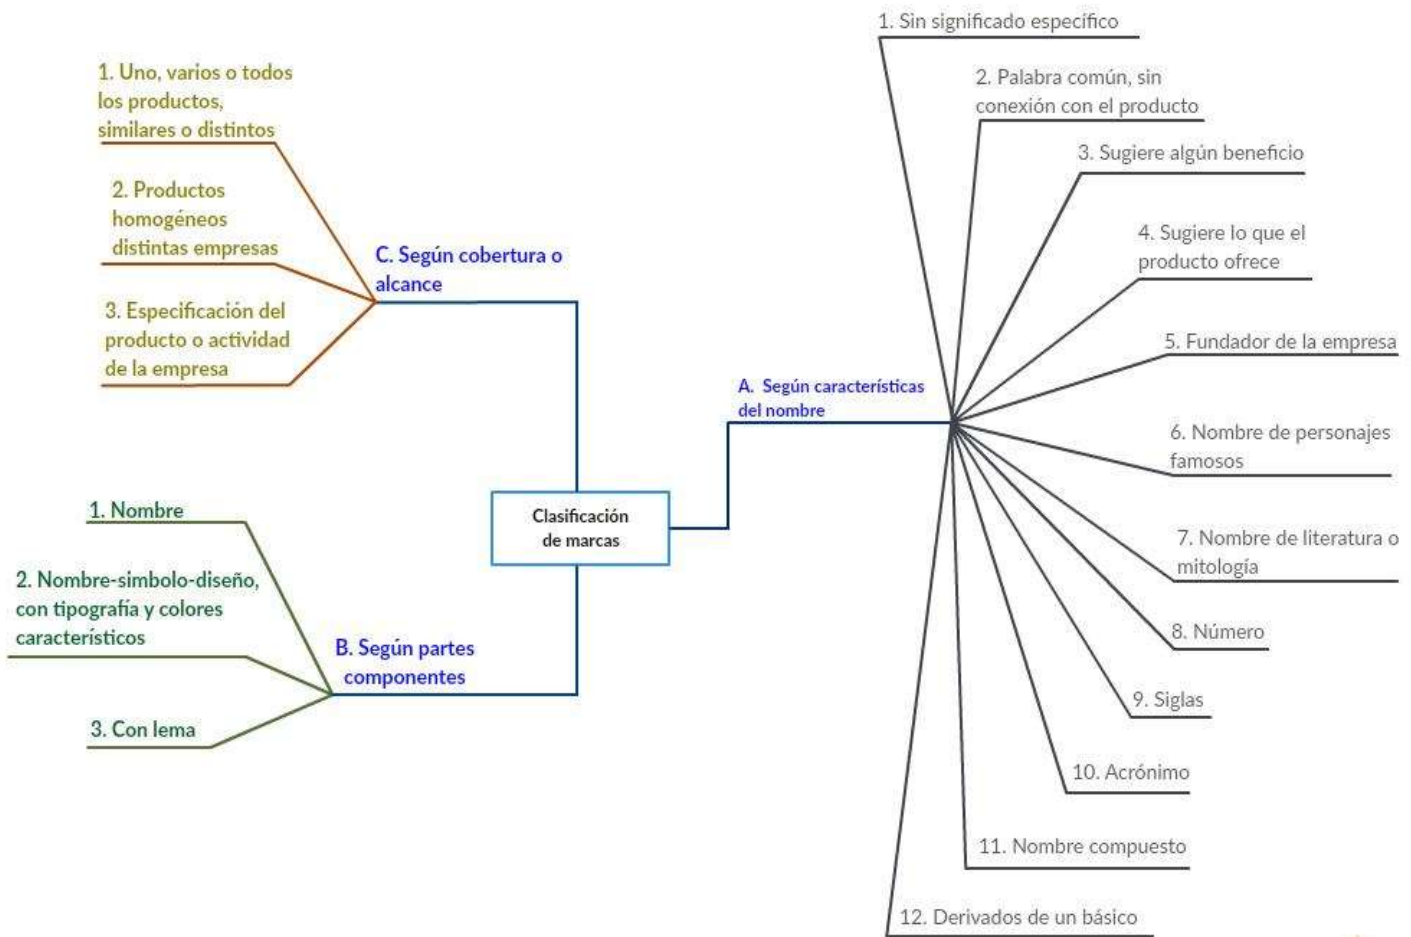 Clasificación
de marcas
A. Según características
del nombre
1. Sin significado específico
2. Palabra común, sin
conexión con el producto
3. Sugiere algún beneficio
4. Sugiere lo que el
producto ofrece
5. Fundador de la empresa
6. Nombre de personajes
famosos
7. Nombre de literatura o
mitología
8. Número
9. Siglas
10. Acrónimo
11. Nombre compuesto
12. Derivados de un básico
B. Según partes
componentes
1. Nombre
2. Nombre-simbolo-diseño,
con tipografía y colores
característicos
3. Con lema
C. Según cobertura o
alcance
1. Uno, varios o todos
los productos,
similares o distintos
2. Productos
homogéneos
distintas empresas
3. Especificación del
producto o actividad
de la empresa